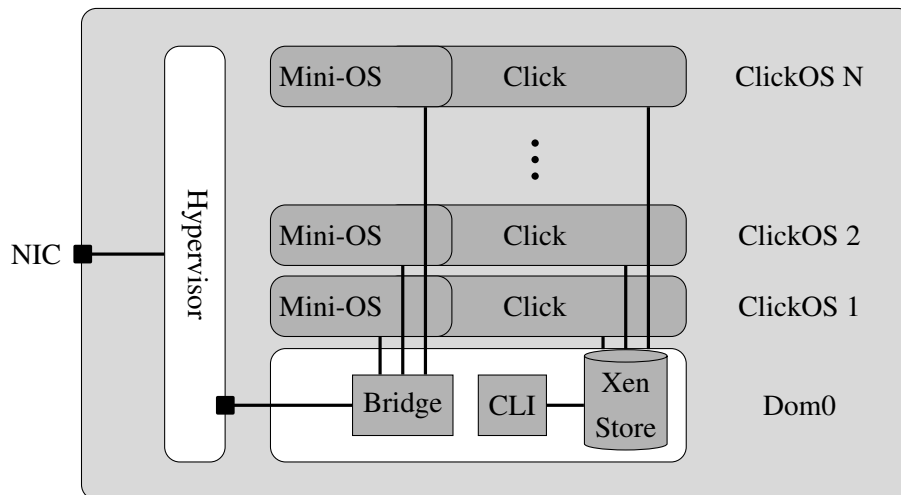 Mini-OS Click ClickOS N
Hypervisor
Mini-OS Click ClickOS 2
NIC
Mini-OS Click ClickOS 1
Bridge CLI Xen Store Dom0